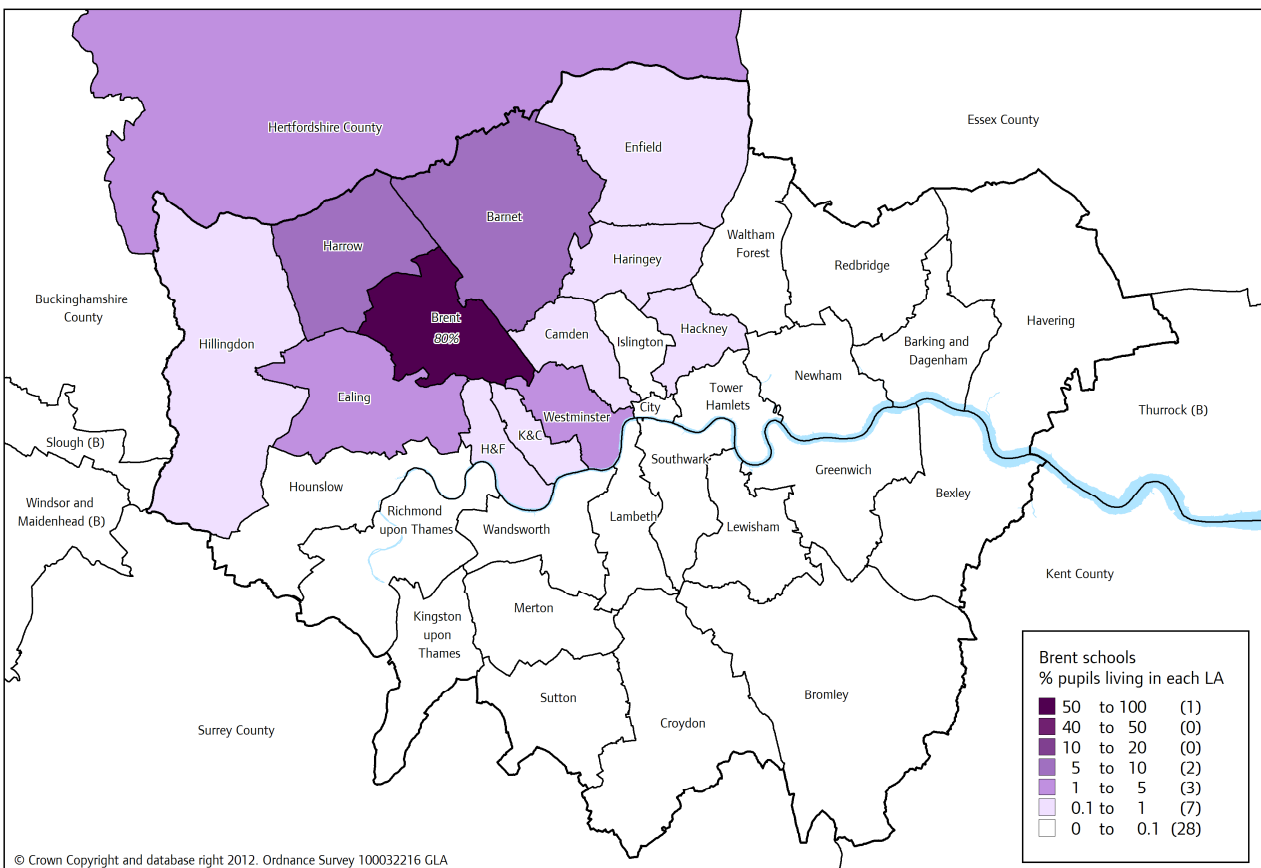 Hertfordshire County
Essex County
Enfield
Barnet
Harrow
Waltham
Forest
Haringey
Redbridge
Buckinghamshire
County
Brent
80%
Hillingdon
Camden
Islington
Hackney
Havering
Barking and
Dagenham
Newham
Tower
Hamlets
Ealing
Westminster
City
Thurrock (B)
K&C
H&F
Slough (B)
Southwark
Greenwich
Hounslow
Bexley
Windsor and
Maidenhead (B)
Richmond
upon Thames
Wandsworth
Lambeth
Lewisham
Kent County
Merton
Kingston
upon
Thames
Sutton
Croydon
Bromley
Surrey County
Brent schools
% pupils living in each LA
50 to 100 (1)
40 to 50 (0)
10 to 20 (0)
5 to 10 (2)
1 to 5 (3)
0.1 to 1 (7)
0 to 0.1 (28)
© Crown Copyright and database right 2012. Ordnance Survey 100032216 GLA